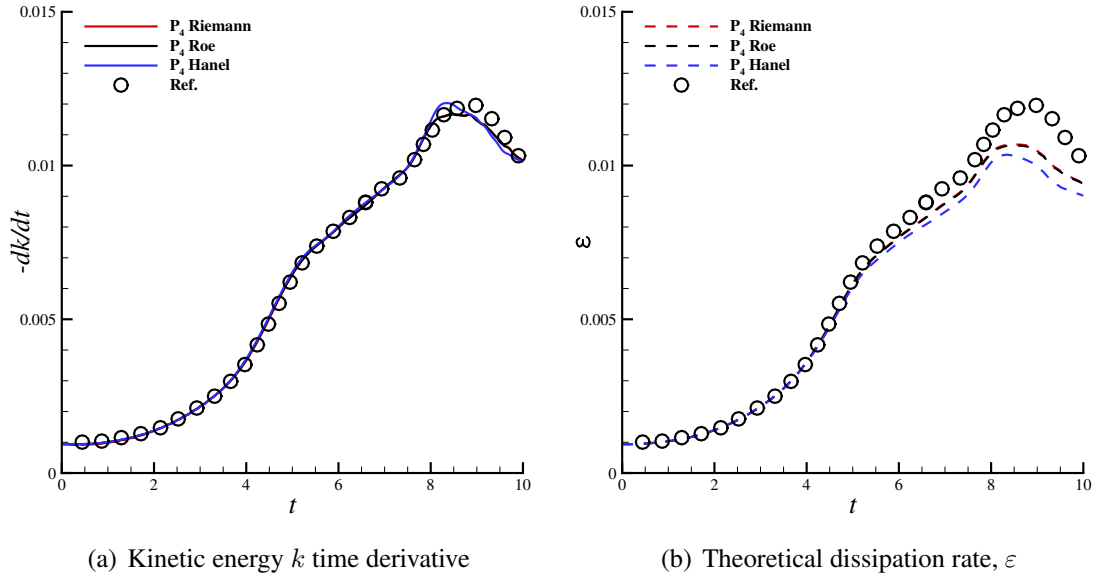 0.015
P4 Riemann
P4 Roe
P4 Hanel
Ref.
0.01
-dk/dt
0.005
0
0 2 4 6 8 10
t
(a) Kinetic energy k time derivative
0.015
P4 Riemann
P4 Roe
P4 Hanel
Ref.
0.01
ε
0.005
0
0 2 4 6 8 10
t
(b) Theoretical dissipation rate, ε